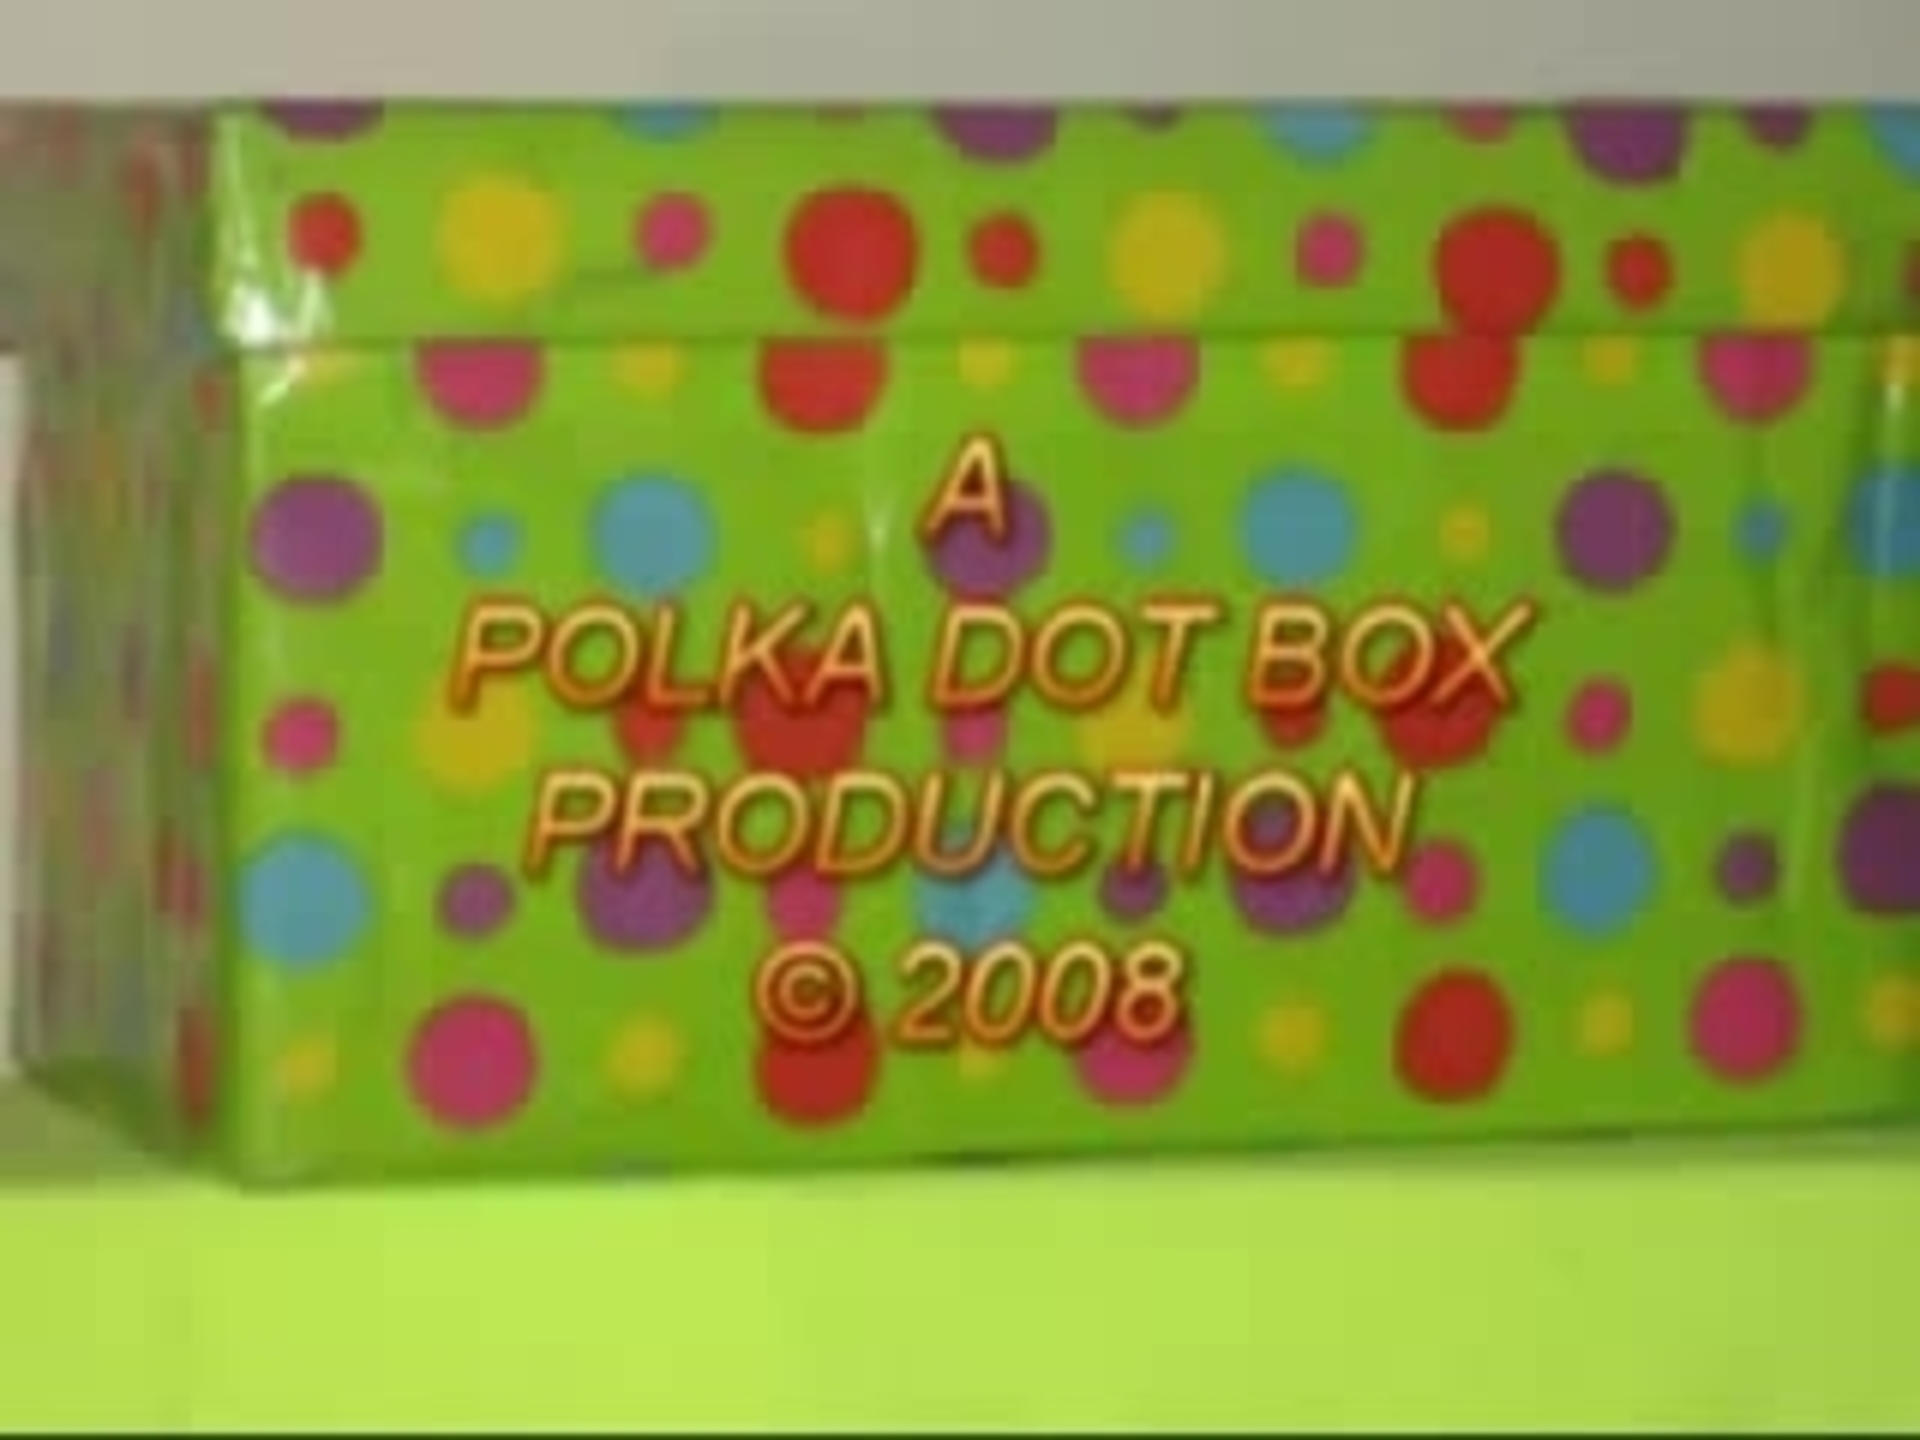 A
POLKA DOT BOX
PRODUCTION
© 2008